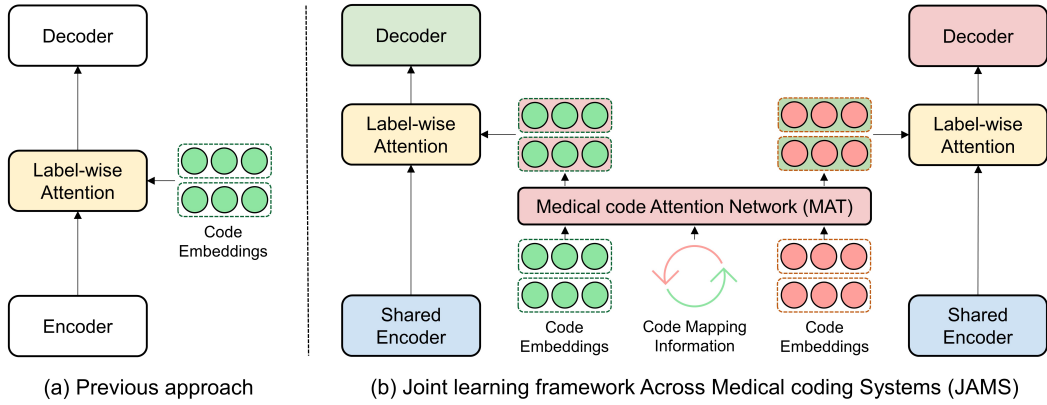 Decoder
Label-wise
Attention
Code
Embeddings
Encoder
(a) Previous approach
Decoder
Decoder
Label-wise
Attention
Label-wise
Attention
Medical code Attention Network (MAT)
Shared
Encoder
Code
Embeddings
Code Mapping
Information
Code
Embeddings
Shared
Encoder
(b) Joint learning framework Across Medical coding Systems (JAMS)